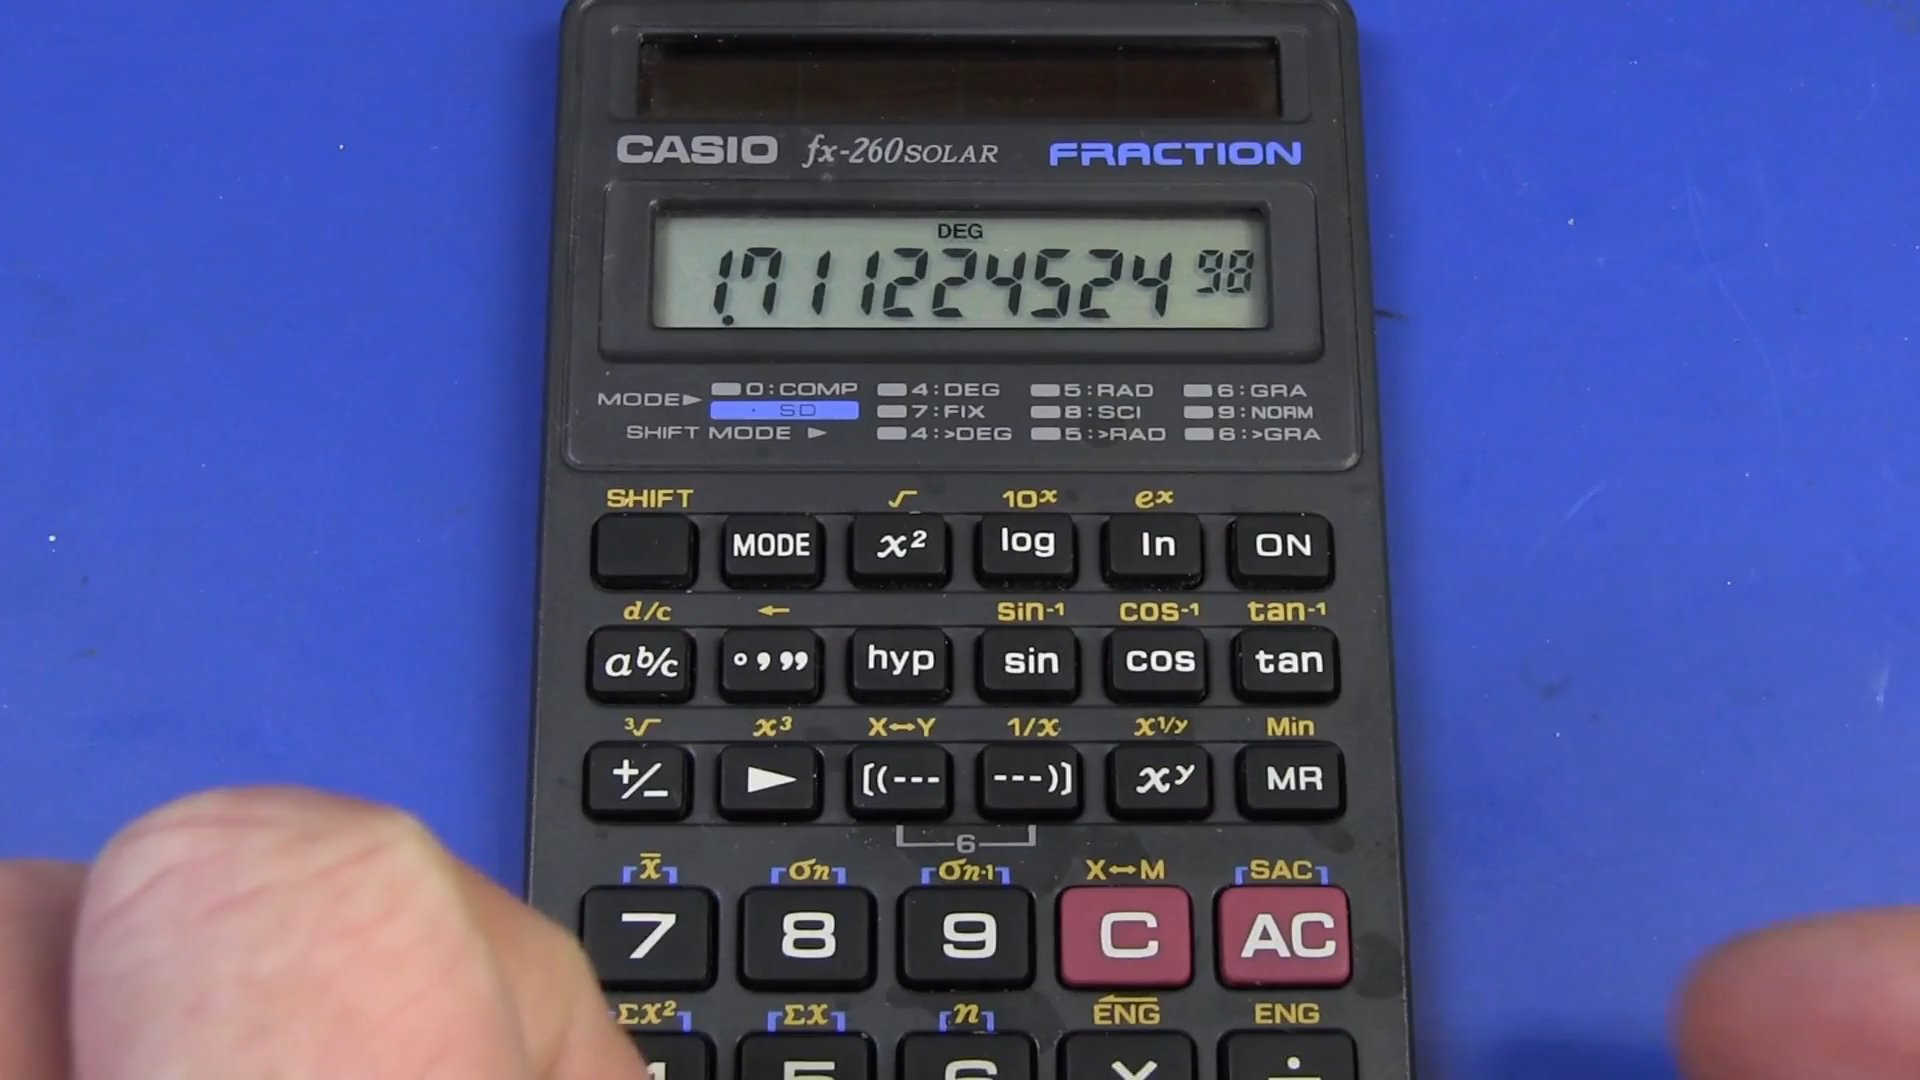 CASIO fx-260SOLAR FRACTION
DEG
1.711224524 98
MODE► 0:COMP 4:DEG 5:RAD 6:GRA
SD 7:FIX 8:SCI 9:NORM
SHIFT MODE ► 4:>DEG 5:>RAD 6:>GRA
SHIFT √ 10ˣ eˣ
MODE x² log ln ON
d/c ← sin⁻¹ cos⁻¹ tan⁻¹
ab/c °,,, hyp sin cos tan
³√ x³ X↔Y 1/x x¹/ʸ Min
+/− ► [(--- ---)] xʸ MR
6
x̄ σn σn-1 X↔M SAC
7 8 9 C AC
Σx² Σx n ENG ENG
4 5 6 × ÷